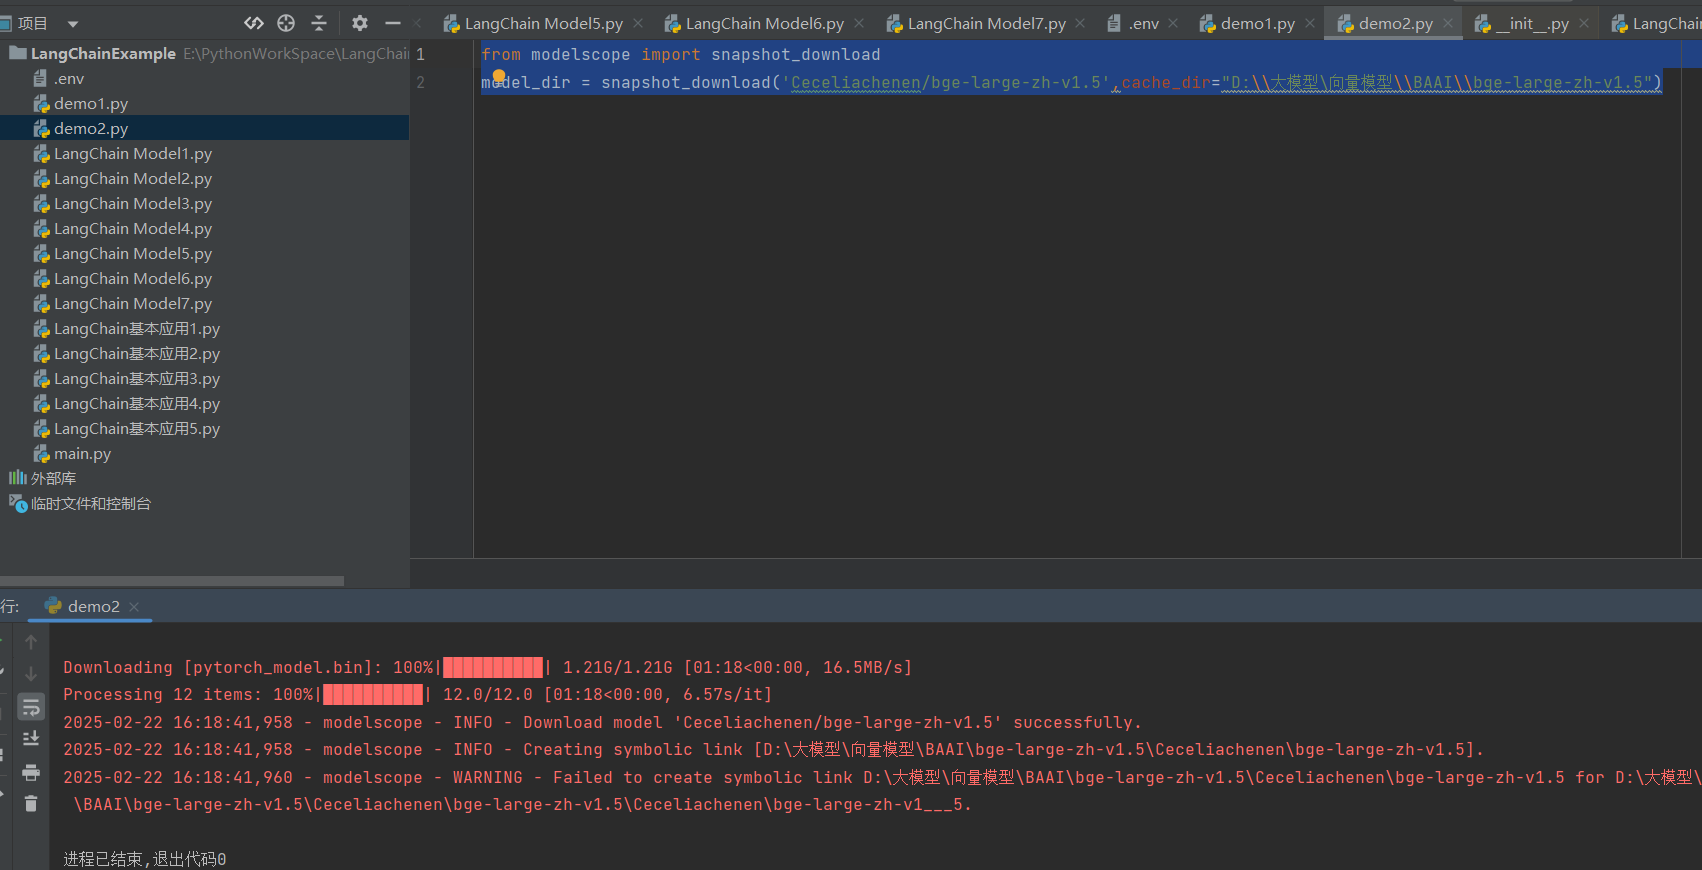 项目
LangChain Model5.py
LangChain Model6.py
LangChain Model7.py
.env
demo1.py
demo2.py
__init__.py
LangChai
LangChainExample E:\PythonWorkSpace\LangChai
.env
demo1.py
demo2.py
LangChain Model1.py
LangChain Model2.py
LangChain Model3.py
LangChain Model4.py
LangChain Model5.py
LangChain Model6.py
LangChain Model7.py
LangChain基本应用1.py
LangChain基本应用2.py
LangChain基本应用3.py
LangChain基本应用4.py
LangChain基本应用5.py
main.py
外部库
临时文件和控制台
1 from modelscope import snapshot_download
2 model_dir = snapshot_download('Ceceliachenen/bge-large-zh-v1.5',cache_dir="D:\\大模型\向量模型\\BAAI\\bge-large-zh-v1.5")
行: demo2
Downloading [pytorch_model.bin]: 100%|██████████| 1.21G/1.21G [01:18<00:00, 16.5MB/s]
Processing 12 items: 100%|██████████| 12.0/12.0 [01:18<00:00, 6.57s/it]
2025-02-22 16:18:41,958 - modelscope - INFO - Download model 'Ceceliachenen/bge-large-zh-v1.5' successfully.
2025-02-22 16:18:41,958 - modelscope - INFO - Creating symbolic link [D:\大模型\向量模型\BAAI\bge-large-zh-v1.5\Ceceliachenen\bge-large-zh-v1.5].
2025-02-22 16:18:41,960 - modelscope - WARNING - Failed to create symbolic link D:\大模型\向量模型\BAAI\bge-large-zh-v1.5\Ceceliachenen\bge-large-zh-v1.5 for D:\大模型\
\BAAI\bge-large-zh-v1.5\Ceceliachenen\bge-large-zh-v1.5\Ceceliachenen\bge-large-zh-v1___5.
进程已结束,退出代码0